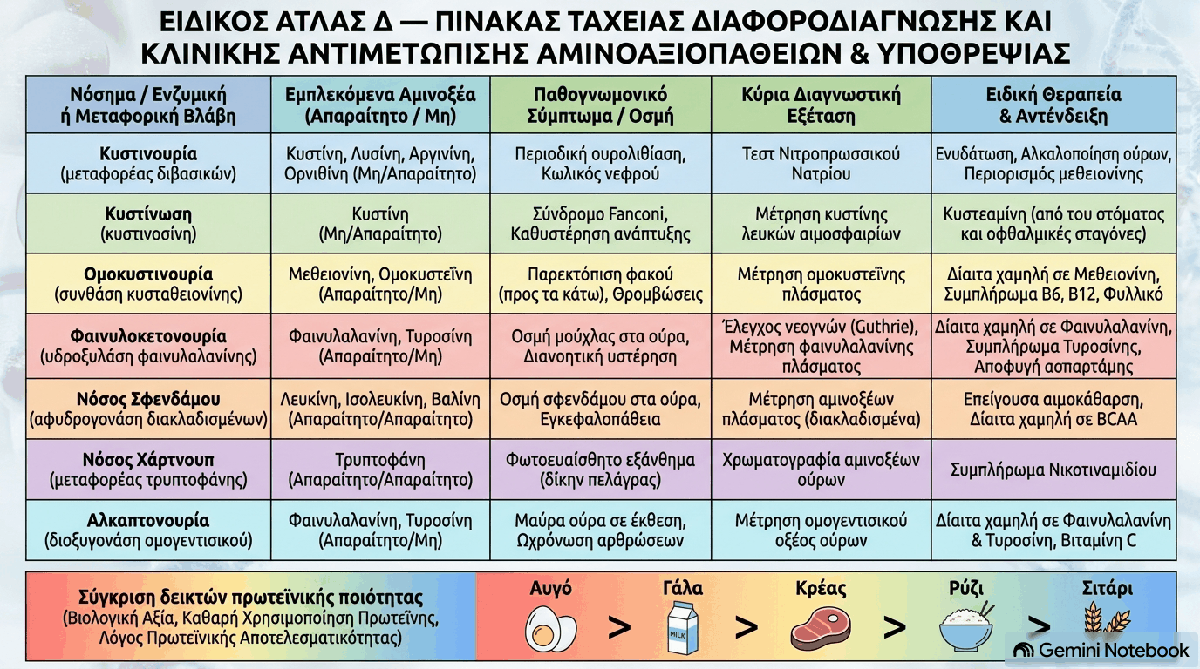 ΕΙΔΙΚΟΣ ΑΤΛΑΣ Δ — ΠΙΝΑΚΑΣ ΤΑΧΕΙΑΣ ΔΙΑΦΟΡΟΔΙΑΓΝΩΣΗΣ ΚΑΙ
ΚΛΙΝΙΚΗΣ ΑΝΤΙΜΕΤΩΠΙΣΗΣ ΑΜΙΝΟΑΞΙΟΠΑΘΕΙΩΝ & ΥΠΟΘΡΕΨΙΑΣ
Νόσημα / Ενζυμική
ή Μεταφορική Βλάβη
Εμπλεκόμενα Αμινοξέα
(Απαραίτητο / Μη)
Παθογνωμονικό
Σύμπτωμα / Οσμή
Κύρια Διαγνωστική
Εξέταση
Ειδική Θεραπεία
& Αντένδειξη
Κυστινουρία
(μεταφορέας διβασικών)
Κυστίνη, Λυσίνη, Αργινίνη,
Ορνιθίνη (Μη/Απαραίτητο)
Περιοδική ουρολιθίαση,
Κωλικός νεφρού
Τεστ Νιτροπρωσσικού
Νατρίου
Ενυδάτωση, Αλκαλοποίηση ούρων,
Περιορισμός μεθειονίνης
Κυστίνωση
(κυστινοσίνη)
Κυστίνη
(Μη/Απαραίτητο)
Σύνδρομο Fanconi,
Καθυστέρηση ανάπτυξης
Μέτρηση κυστίνης
λευκών αιμοσφαιρίων
Κυστεαμίνη (από του στόματος
και οφθαλμικές σταγόνες)
Ομοκυστινουρία
(συνθάση κυσταθειονίνης)
Μεθειονίνη, Ομοκυστεΐνη
(Απαραίτητο/Μη)
Παρεκτόπιση φακού
(προς τα κάτω), Θρομβώσεις
Μέτρηση ομοκυστεΐνης
πλάσματος
Δίαιτα χαμηλή σε Μεθειονίνη,
Συμπλήρωμα Β6, Β12, Φυλλικό
Φαινυλοκετονουρία
(υδροξυλάση φαινυλαλανίνης)
Φαινυλαλανίνη, Τυροσίνη
(Απαραίτητο/Μη)
Οσμή μούχλας στα ούρα,
Διανοητική υστέρηση
Έλεγχος νεογνών (Guthrie),
Μέτρηση φαινυλαλανίνης
πλάσματος
Δίαιτα χαμηλή σε Φαινυλαλανίνη,
Συμπλήρωμα Τυροσίνης,
Αποφυγή ασπαρτάμης
Νόσος Σφενδάμου
(αφυδρογονάση διακλαδισμένων)
Λευκίνη, Ισολευκίνη, Βαλίνη
(Απαραίτητο/Απαραίτητο)
Οσμή σφενδάμου στα ούρα,
Εγκεφαλοπάθεια
Μέτρηση αμινοξέων
πλάσματος (διακλαδισμένα)
Επείγουσα αιμοκάθαρση,
Δίαιτα χαμηλή σε BCAA
Νόσος Χάρτνουπ
(μεταφορέας τρυπτοφάνης)
Τρυπτοφάνη
(Απαραίτητο/Απαραίτητο)
Φωτοευαίσθητο εξάνθημα
(δίκην πελάγρας)
Χρωματογραφία αμινοξέων
ούρων
Συμπλήρωμα Νικοτιναμιδίου
Αλκαπτονουρία
(διοξυγονάση ομογεντισικού)
Φαινυλαλανίνη, Τυροσίνη
(Απαραίτητο/Μη)
Μαύρα ούρα σε έκθεση,
Ωχρόνωση αρθρώσεων
Μέτρηση ομογεντισικού
οξέος ούρων
Δίαιτα χαμηλή σε Φαινυλαλανίνη
& Τυροσίνη, Βιταμίνη C
Σύγκριση δεικτών πρωτεϊνικής ποιότητας
(Βιολογική Αξία, Καθαρή Χρησιμοποίηση Πρωτεΐνης,
Λόγος Πρωτεϊνικής Αποτελεσματικότητας)
Αυγό > Γάλα > Κρέας > Ρύζι > Σιτάρι
MILK
Gemini Notebook